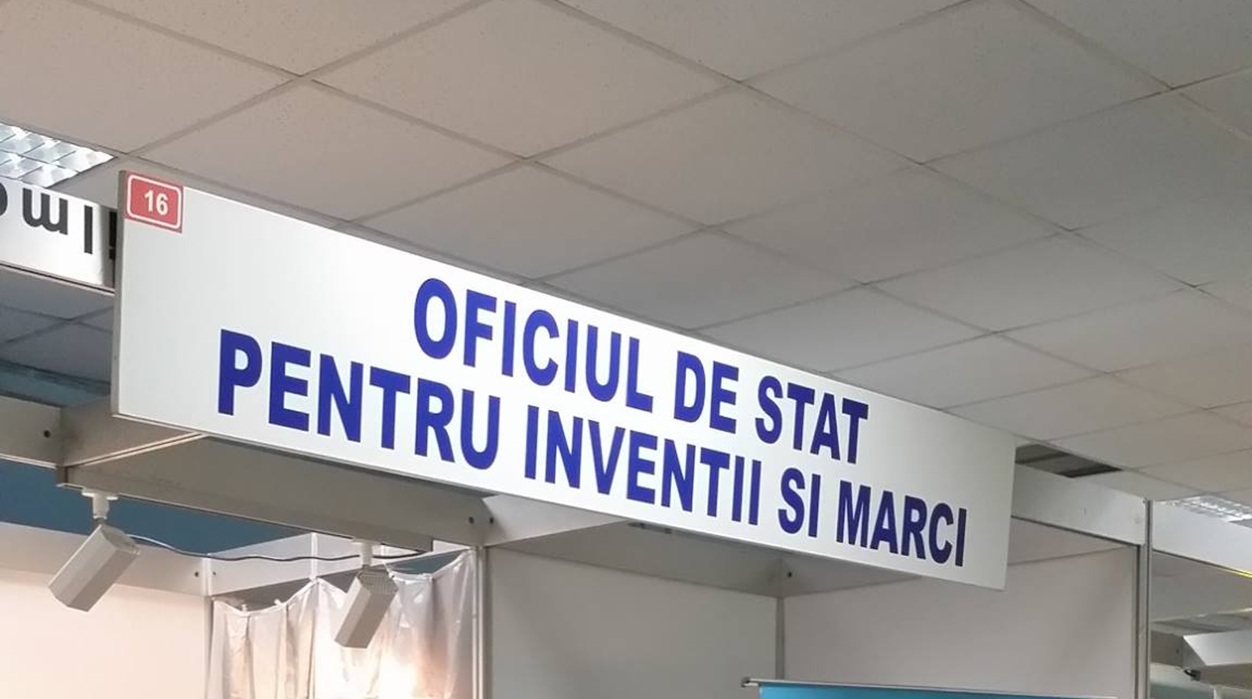 16
OFICIUL DE STAT
PENTRU INVENTII SI MARCI